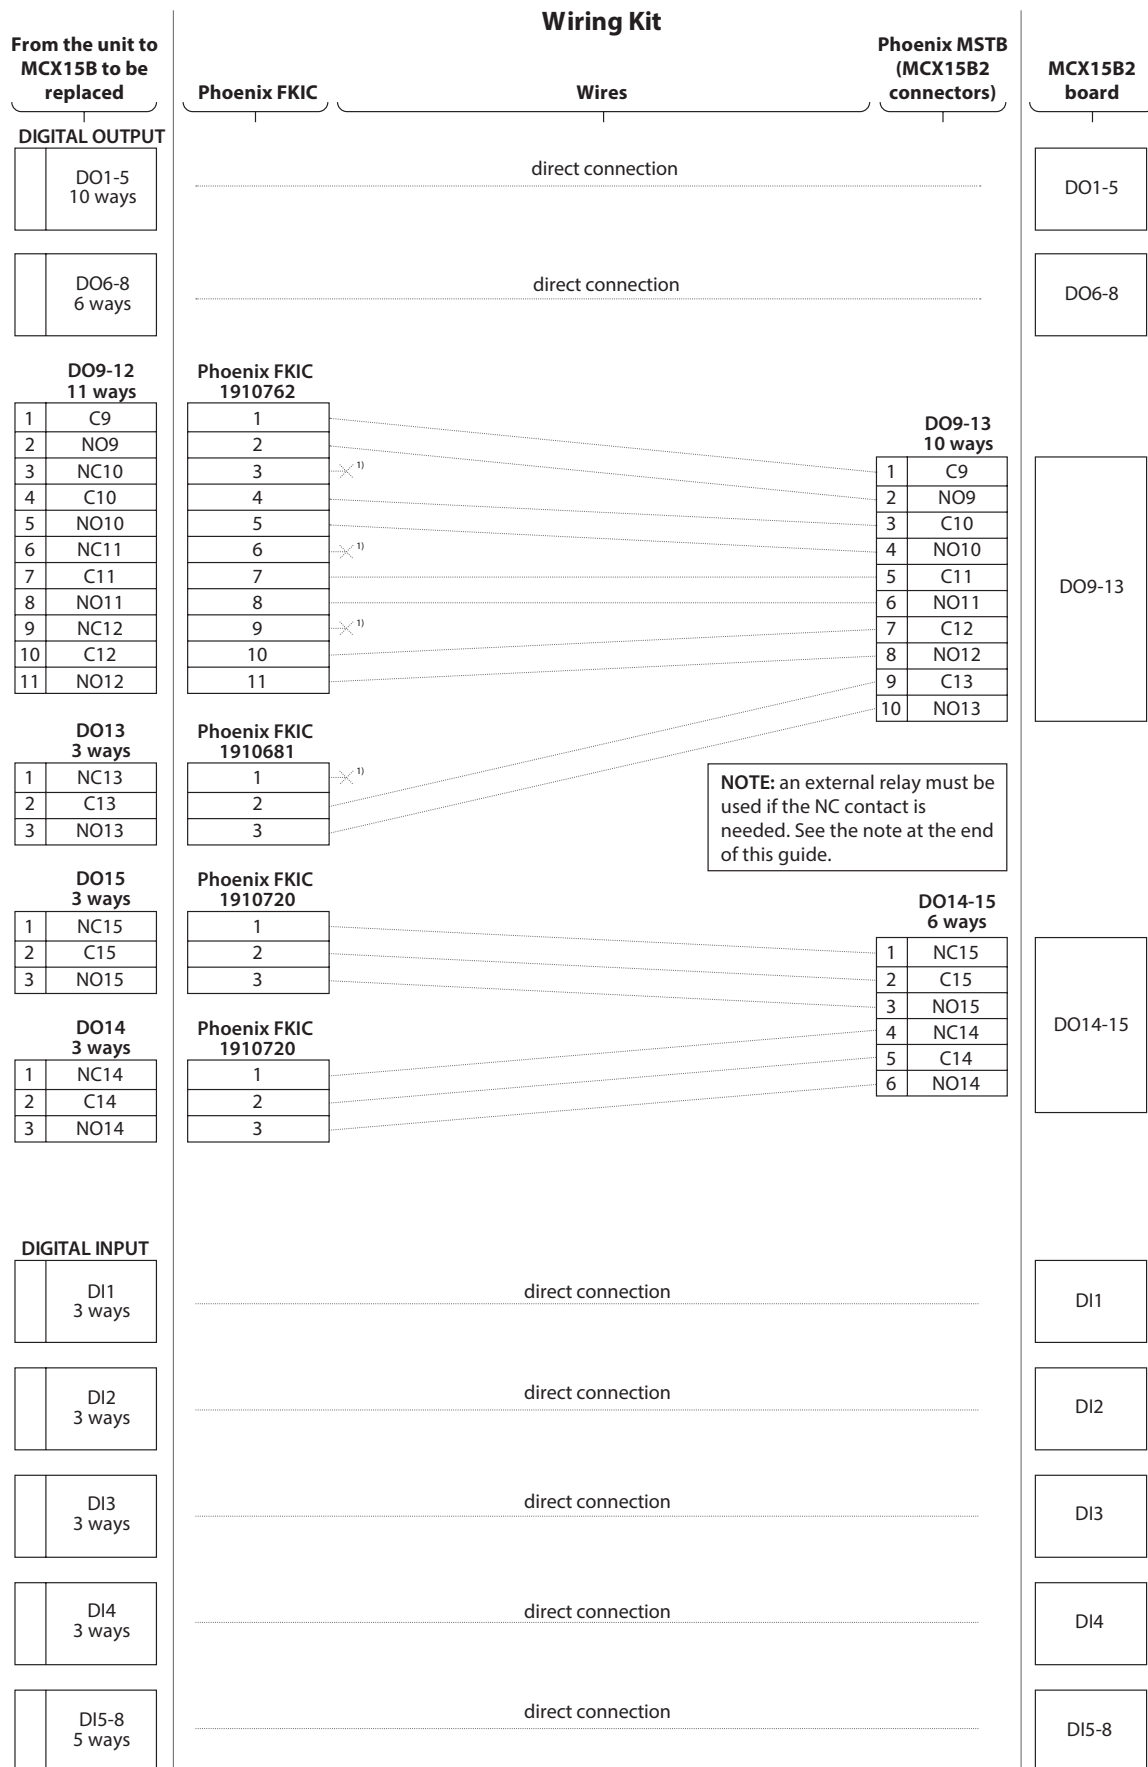 Wiring Kit
From the unit to
MCX15B to be
replaced
Phoenix FKIC
Wires
Phoenix MSTB
(MCX15B2
connectors)
MCX15B2
board
DIGITAL OUTPUT
DO1-5
10 ways
direct connection
DO1-5
DO6-8
6 ways
direct connection
DO6-8
DO9-12
11 ways
1 C9
2 NO9
3 NC10
4 C10
5 NO10
6 NC11
7 C11
8 NO11
9 NC12
10 C12
11 NO12
Phoenix FKIC
1910762
1
2
3
4
5
6
7
8
9
10
11
1)
1)
1)
DO9-13
10 ways
1 C9
2 NO9
3 C10
4 NO10
5 C11
6 NO11
7 C12
8 NO12
9 C13
10 NO13
DO9-13
DO13
3 ways
1 NC13
2 C13
3 NO13
Phoenix FKIC
1910681
1
2
3
1)
NOTE: an external relay must be
used if the NC contact is
needed. See the note at the end
of this guide.
DO15
3 ways
1 NC15
2 C15
3 NO15
Phoenix FKIC
1910720
1
2
3
DO14-15
6 ways
1 NC15
2 C15
3 NO15
4 NC14
5 C14
6 NO14
DO14-15
DO14
3 ways
1 NC14
2 C14
3 NO14
Phoenix FKIC
1910720
1
2
3
DIGITAL INPUT
DI1
3 ways
direct connection
DI1
DI2
3 ways
direct connection
DI2
DI3
3 ways
direct connection
DI3
DI4
3 ways
direct connection
DI4
DI5-8
5 ways
direct connection
DI5-8